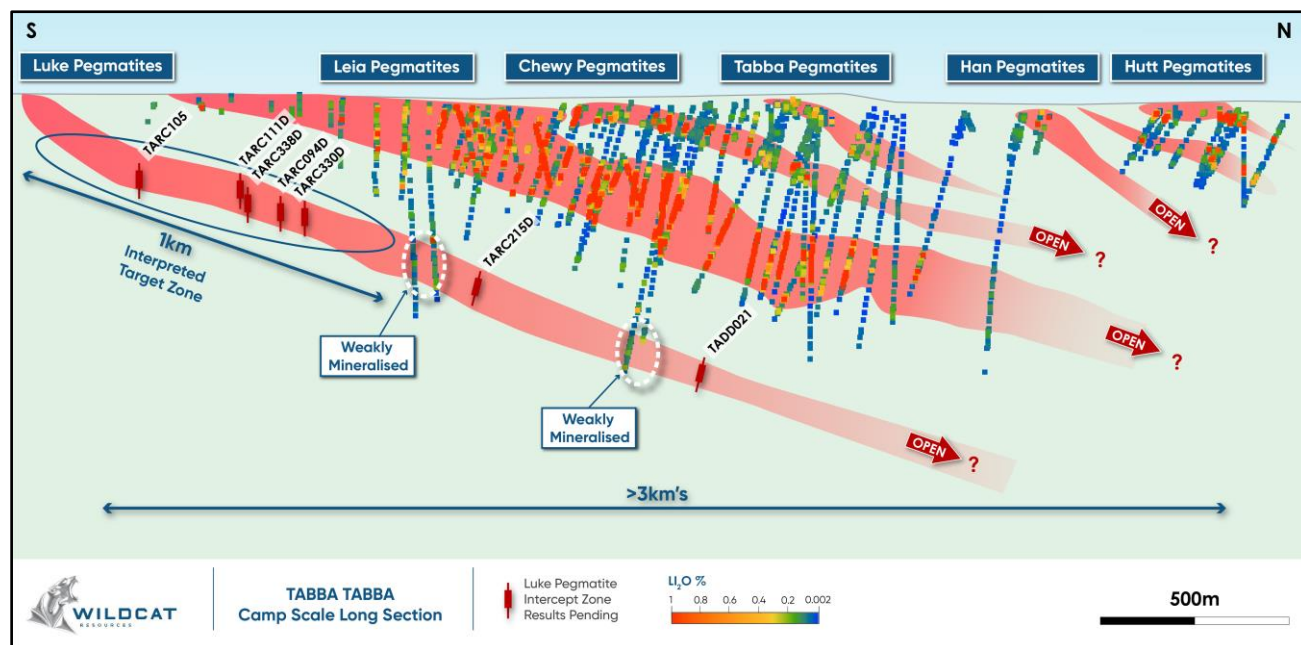 S
N
Luke Pegmatites
Leia Pegmatites
Chewy Pegmatites
Tabba Pegmatites
Han Pegmatites
Hutt Pegmatites
TARC105
TARC111D
TARC338D
TARC094D
TARC330D
TARC215D
TADD021
1km
Interpreted
Target Zone
Weakly
Mineralised
Weakly
Mineralised
OPEN
?
OPEN
?
OPEN
?
OPEN
?
>3km's
WILDCAT
RESOURCES
TABBA TABBA
Camp Scale Long Section
Luke Pegmatite
Intercept Zone
Results Pending
LI₂O %
1 0.8 0.6 0.4 0.2 0.002
500m